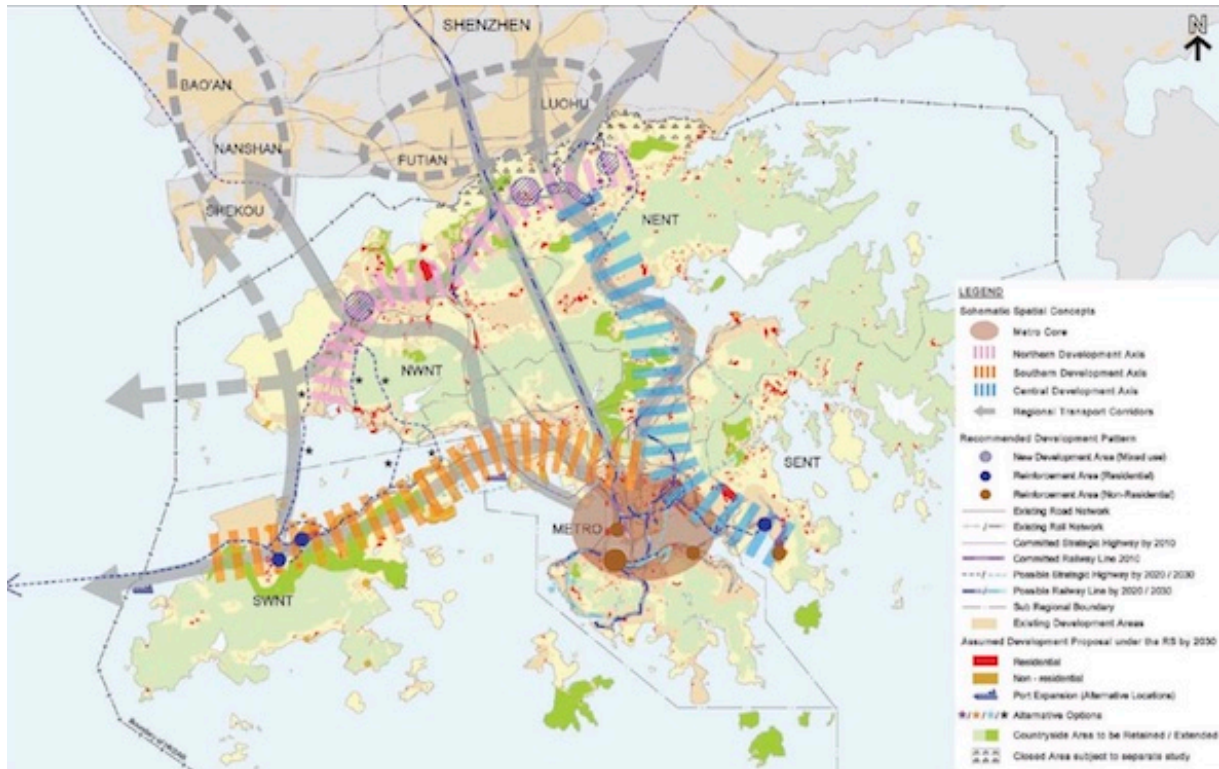 SHENZHEN
N
BAO'AN
LUOHU
NANSHAN
FUTIAN
SHEKOU
NENT
NWNT
SENT
METRO
SWNT
LEGEND
Schematic Spatial Concepts
Metro Core
Northern Development Axis
Southern Development Axis
Central Development Axis
Regional Transport Corridors
Recommended Development Pattern
New Development Area (Mixed use)
Reinforcement Area (Residential)
Reinforcement Area (Non-Residential)
Existing Road Network
Existing Rail Network
Committed Strategic Highway by 2010
Committed Railway Line 2010
Possible Strategic Highway by 2020 / 2030
Possible Railway Line by 2020 / 2030
Sub Regional Boundary
Existing Development Areas
Assumed Development Proposal under the RS by 2030
Residential
Non - residential
Port Expansion (Alternative Locations)
Alternative Options
Countryside Area to be Retained / Extended
Closed Area subject to separate study